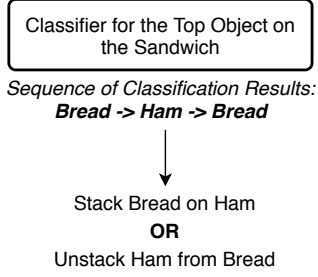 Classifier for the Top Object on
the Sandwich
Sequence of Classification Results:
Bread -> Ham -> Bread
Stack Bread on Ham
OR
Unstack Ham from Bread